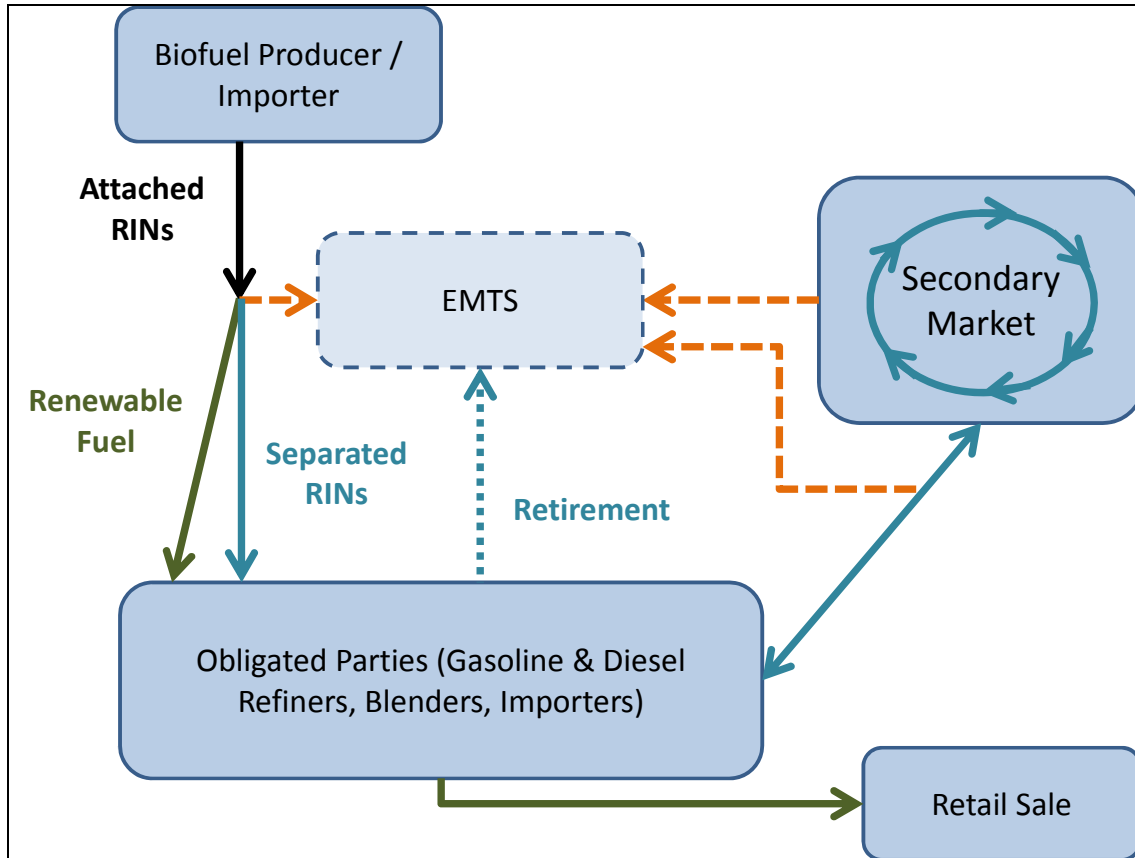 Biofuel Producer /
Importer
Attached
RINs
EMTS
Secondary
Market
Renewable
Fuel
Separated
RINs
Retirement
Obligated Parties (Gasoline & Diesel
Refiners, Blenders, Importers)
Retail Sale